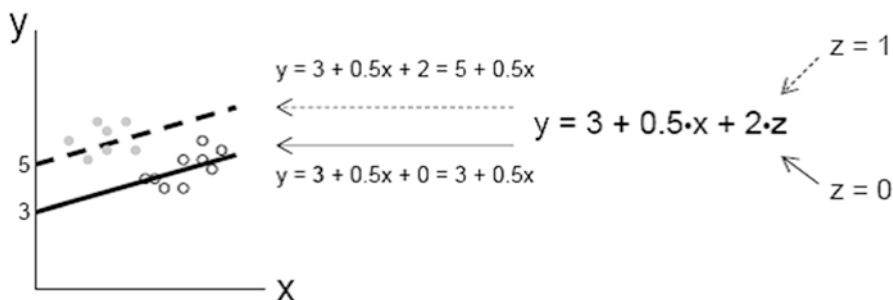 y
z = 1
y = 3 + 0.5x + 2 = 5 + 0.5x
y = 3 + 0.5·x + 2·z
5
y = 3 + 0.5x + 0 = 3 + 0.5x
z = 0
3
x